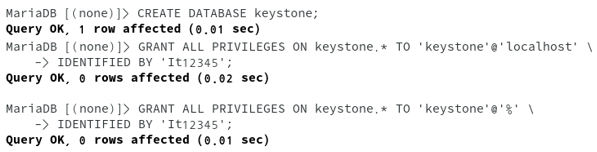 MariaDB [(none)]> CREATE DATABASE keystone;
Query OK, 1 row affected (0.01 sec)
MariaDB [(none)]> GRANT ALL PRIVILEGES ON keystone.* TO 'keystone'@'localhost' \
    -> IDENTIFIED BY 'It12345';
Query OK, 0 rows affected (0.02 sec)
MariaDB [(none)]> GRANT ALL PRIVILEGES ON keystone.* TO 'keystone'@'%' \
    -> IDENTIFIED BY 'It12345';
Query OK, 0 rows affected (0.01 sec)